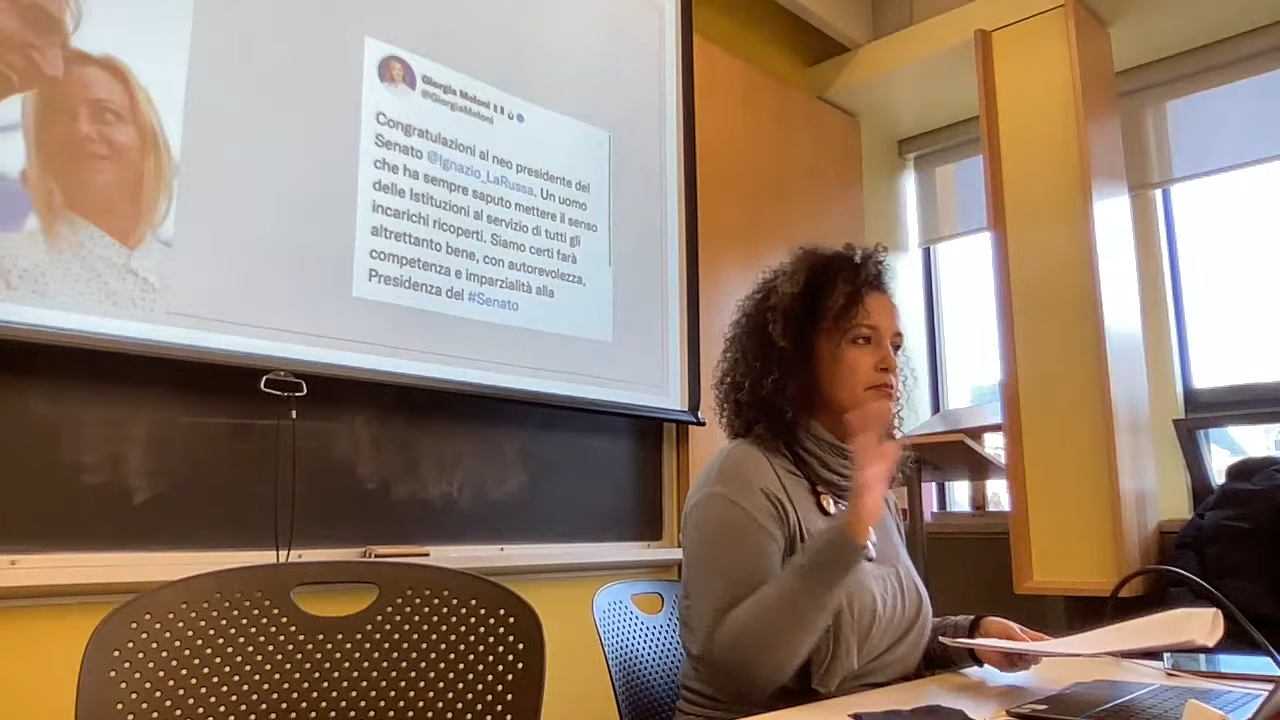 Giorgia Meloni
@GiorgiaMeloni
Congratulazioni al neo presidente del
Senato @Ignazio_LaRussa. Un uomo
che ha sempre saputo mettere il senso
delle Istituzioni al servizio di tutti gli
incarichi ricoperti. Siamo certi farà
altrettanto bene, con autorevolezza,
competenza e imparzialità alla
Presidenza del #Senato